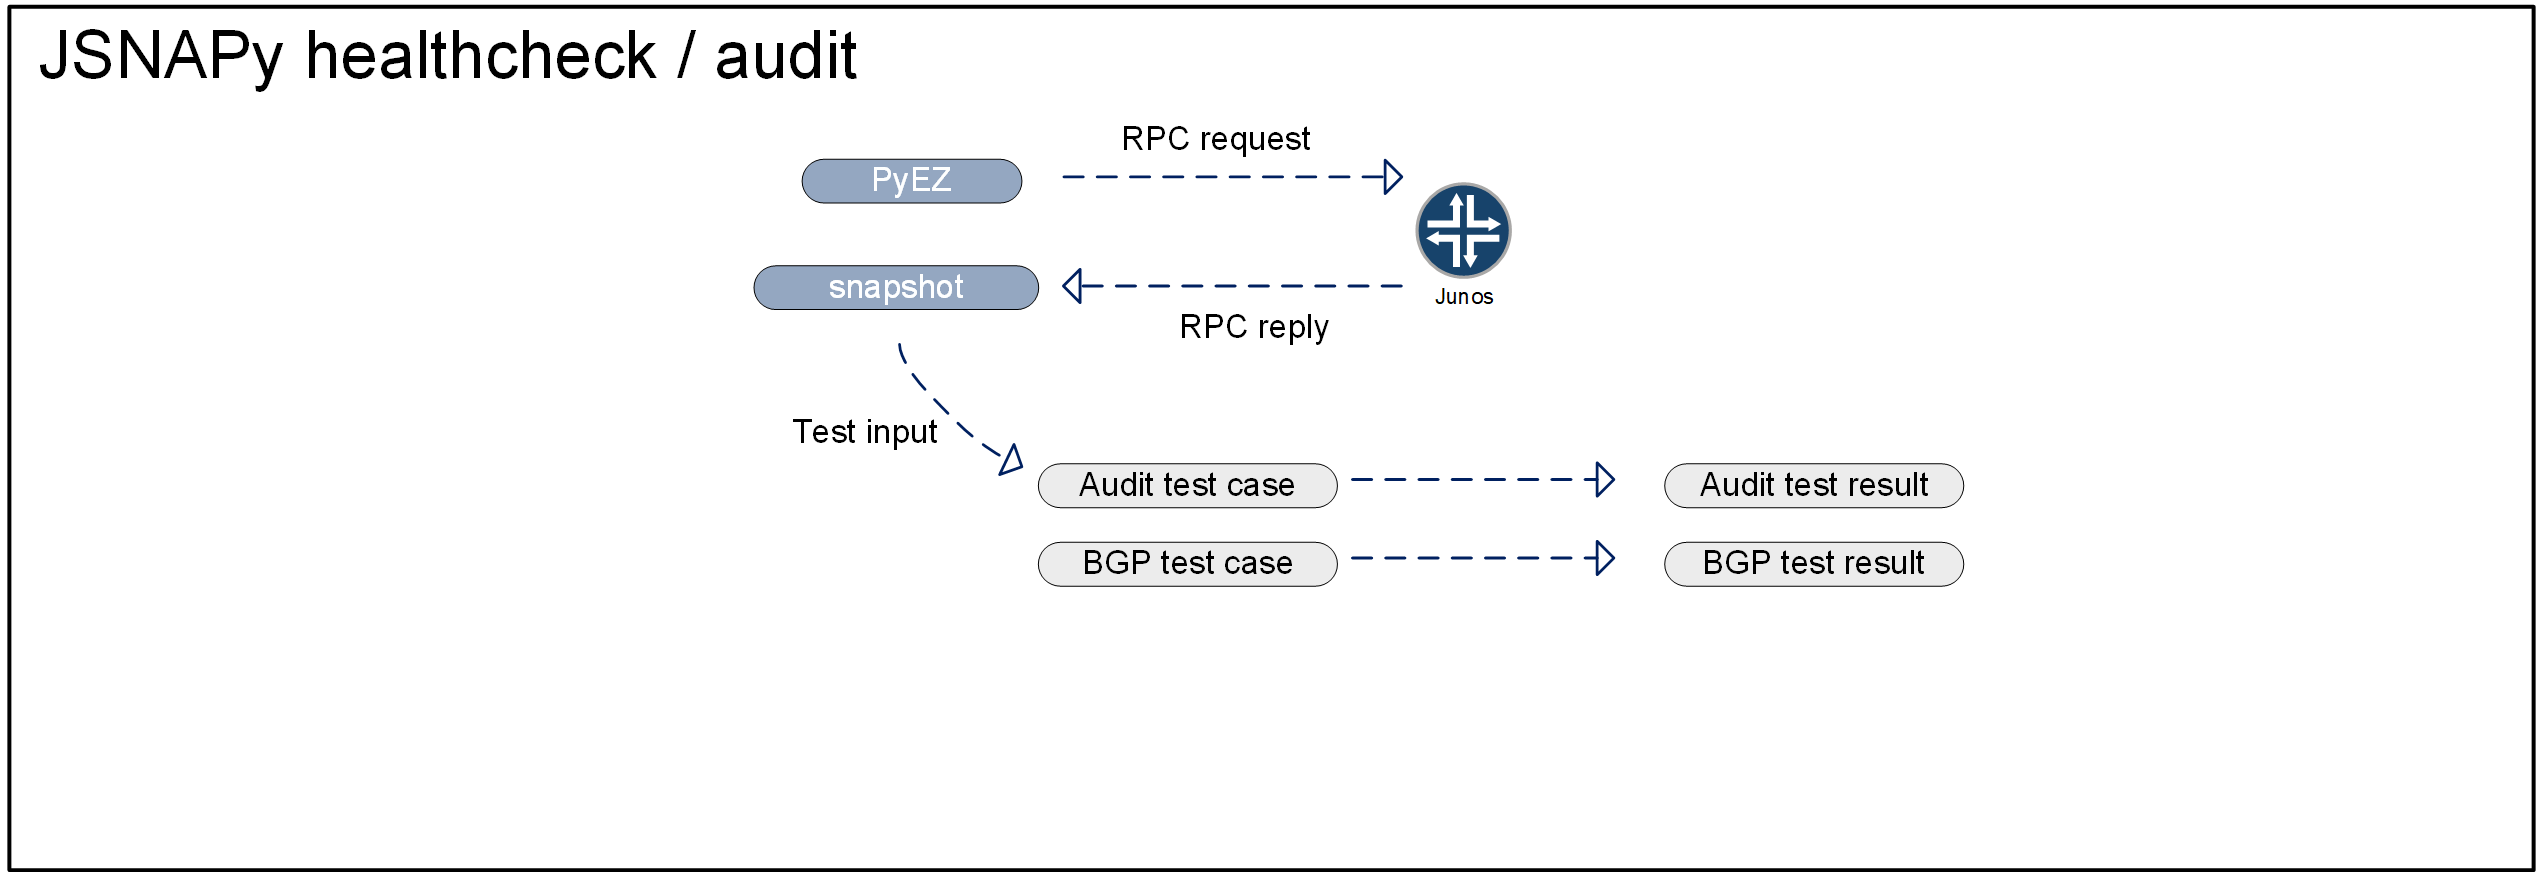 JSNAPy healthcheck / audit
RPC request
PyEZ
snapshot
Junos
RPC reply
Test input
Audit test case
Audit test result
BGP test case
BGP test result